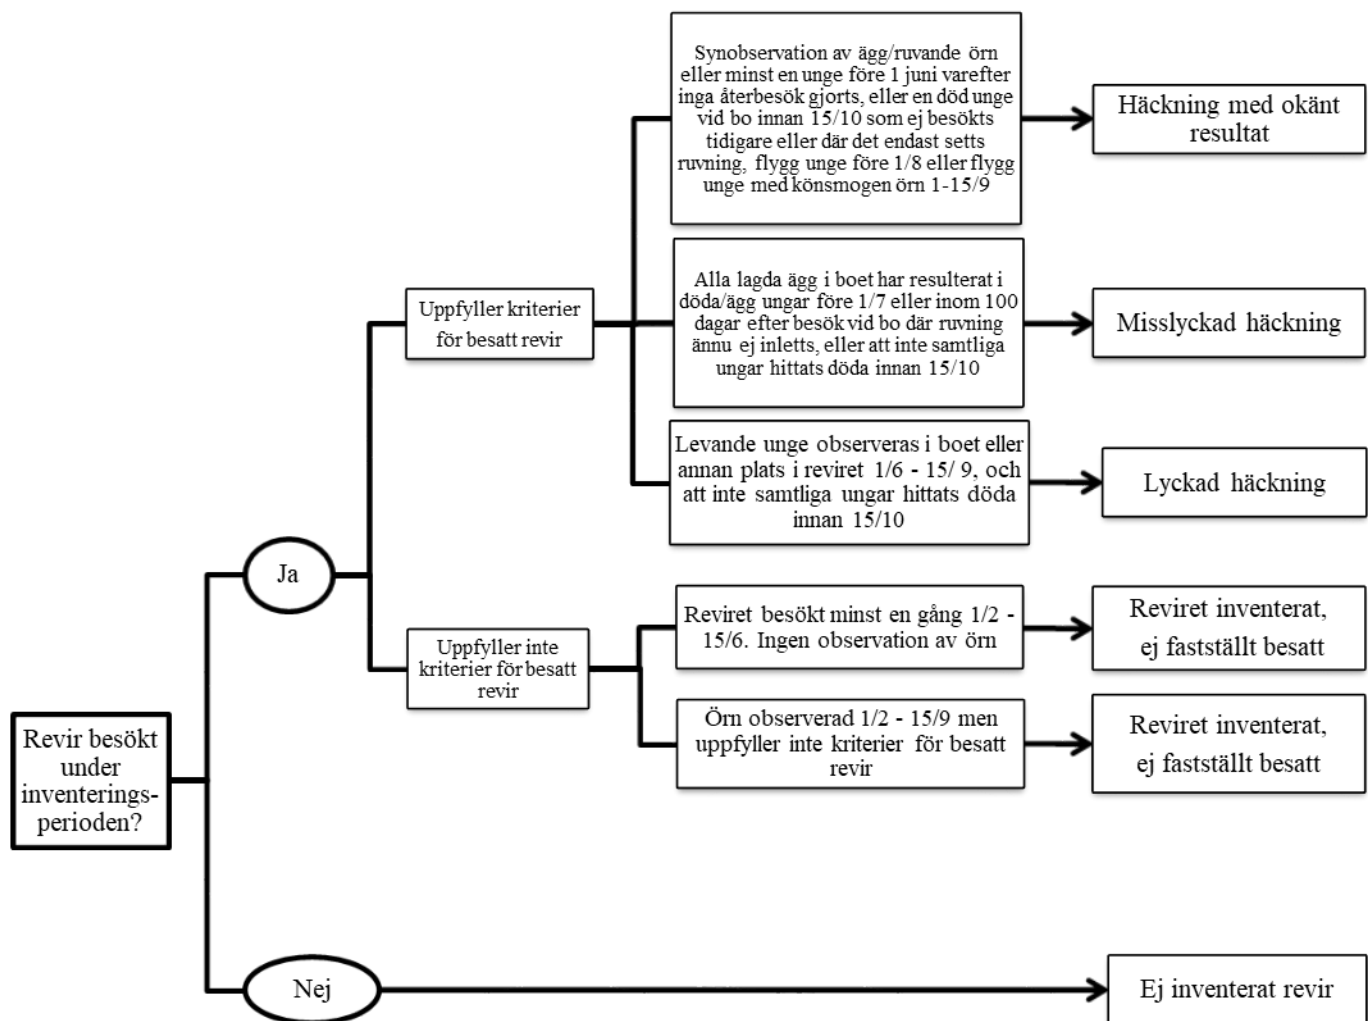 Synobservation av ägg/ruvande örn
eller minst en unge före 1 juni varefter
inga återbesök gjorts, eller en död unge
vid bo innan 15/10 som ej besökts
tidigare eller där det endast setts
ruvning, flygg unge före 1/8 eller flygg
unge med könsmogen örn 1-15/9
Häckning med okänt
resultat
Uppfyller kriterier
för besatt revir
Alla lagda ägg i boet har resulterat i
döda/ägg ungar före 1/7 eller inom 100
dagar efter besök vid bo där ruvning
ännu ej inletts, eller att inte samtliga
ungar hittats döda innan 15/10
Misslyckad häckning
Levande unge observeras i boet eller
annan plats i reviret 1/6 - 15/ 9, och
att inte samtliga ungar hittats döda
innan 15/10
Lyckad häckning
Ja
Uppfyller inte
kriterier för besatt
revir
Reviret besökt minst en gång 1/2 -
15/6. Ingen observation av örn
Reviret inventerat,
ej fastställt besatt
Örn observerad 1/2 - 15/9 men
uppfyller inte kriterier för besatt
revir
Reviret inventerat,
ej fastställt besatt
Revir besökt
under
inventerings-
perioden?
Nej
Ej inventerat revir